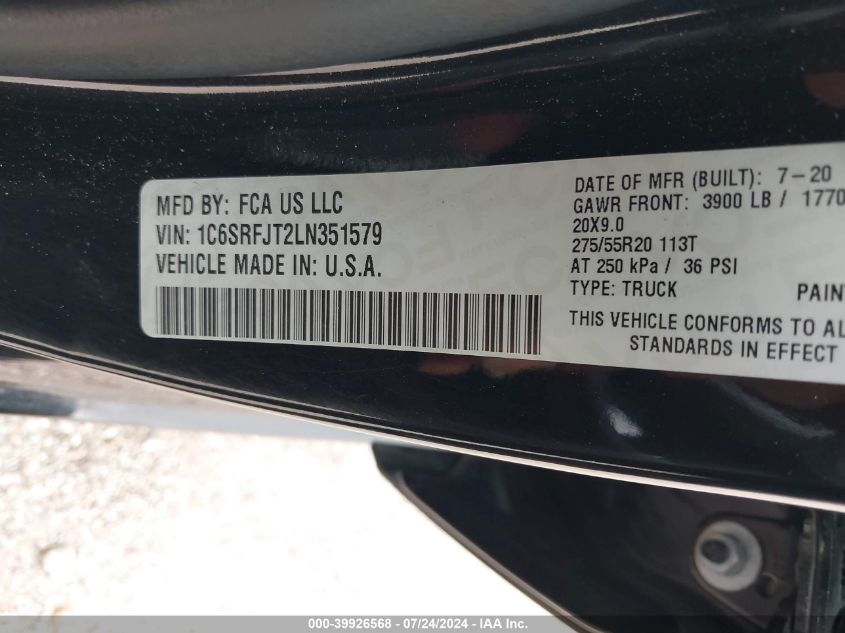 MFD BY: FCA US LLC
VIN: 1C6SRFJT2LN351579
VEHICLE MADE IN: U.S.A.
DATE OF MFR (BUILT): 7-20
GAWR FRONT: 3900 LB / 1770
20X9.0
275/55R20 113T
AT 250 kPa / 36 PSI
TYPE: TRUCK PAIN
THIS VEHICLE CONFORMS TO AL
STANDARDS IN EFFECT
000-39926568 / 07/24/2024 - IAA Inc.